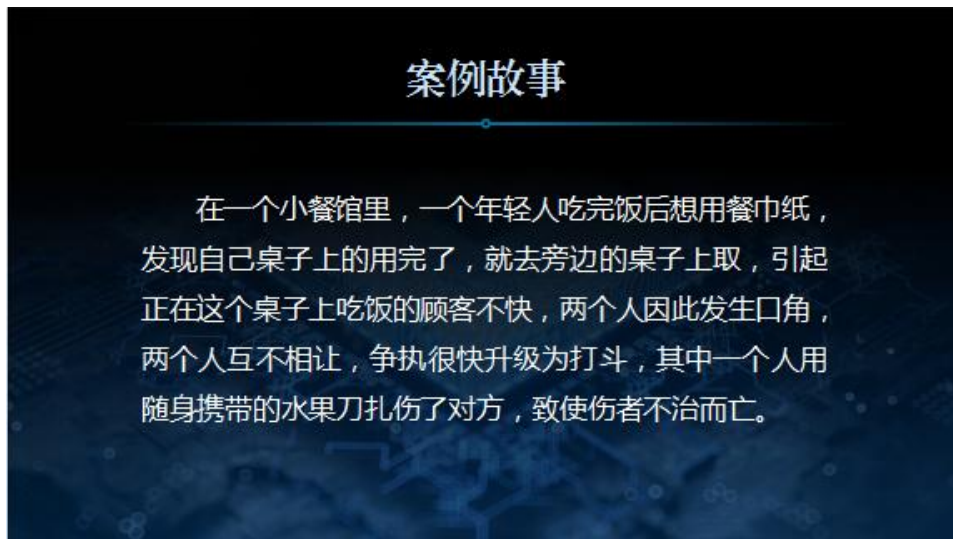 案例故事
在一个小餐馆里，一个年轻人吃完饭后想用餐巾纸，
发现自己桌子上的用完了，就去旁边的桌子上取，引起
正在这个桌子上吃饭的顾客不快，两个人因此发生口角，
两个人互不相让，争执很快升级为打斗，其中一个人用
随身携带的水果刀扎伤了对方，致使伤者不治而亡。